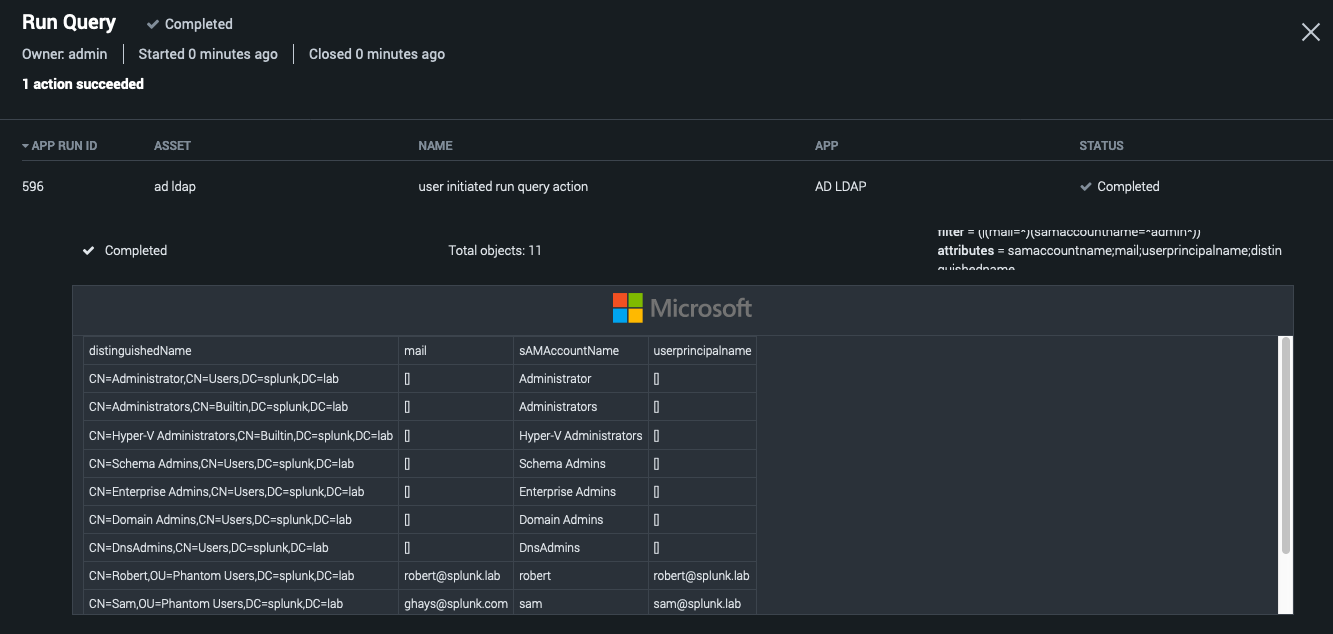 Run Query Completed
Owner: admin Started 0 minutes ago Closed 0 minutes ago
1 action succeeded
APP RUN ID ASSET NAME APP STATUS
596 ad ldap user initiated run query action AD LDAP Completed
filter = (|(mail=*)(samaccountname=*admin*))
Completed Total objects: 11 attributes = samaccountname;mail;userprincipalname;distin
guishedname
Microsoft
distinguishedName mail sAMAccountName userprincipalname
CN=Administrator,CN=Users,DC=splunk,DC=lab [] Administrator []
CN=Administrators,CN=Builtin,DC=splunk,DC=lab [] Administrators []
CN=Hyper-V Administrators,CN=Builtin,DC=splunk,DC=lab [] Hyper-V Administrators []
CN=Schema Admins,CN=Users,DC=splunk,DC=lab [] Schema Admins []
CN=Enterprise Admins,CN=Users,DC=splunk,DC=lab [] Enterprise Admins []
CN=Domain Admins,CN=Users,DC=splunk,DC=lab [] Domain Admins []
CN=DnsAdmins,CN=Users,DC=splunk,DC=lab [] DnsAdmins []
CN=Robert,OU=Phantom Users,DC=splunk,DC=lab robert@splunk.lab robert robert@splunk.lab
CN=Sam,OU=Phantom Users,DC=splunk,DC=lab ghays@splunk.com sam sam@splunk.lab